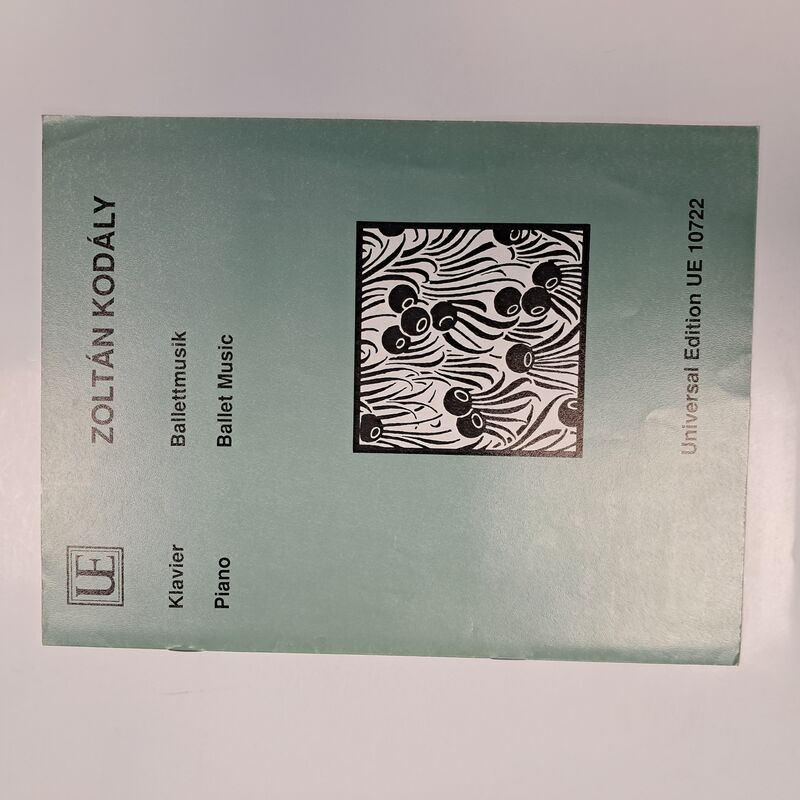 UE
ZOLTÁN KODÁLY
Klavier Ballettmusik
Piano Ballet Music
Universal Edition UE 10722